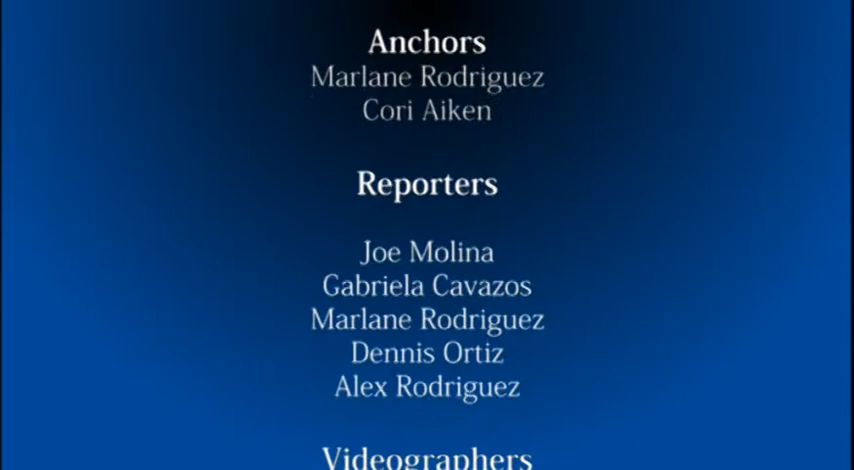 Anchors
Marlane Rodriguez
Cori Aiken
Reporters
Joe Molina
Gabriela Cavazos
Marlane Rodriguez
Dennis Ortiz
Alex Rodriguez
Videographers